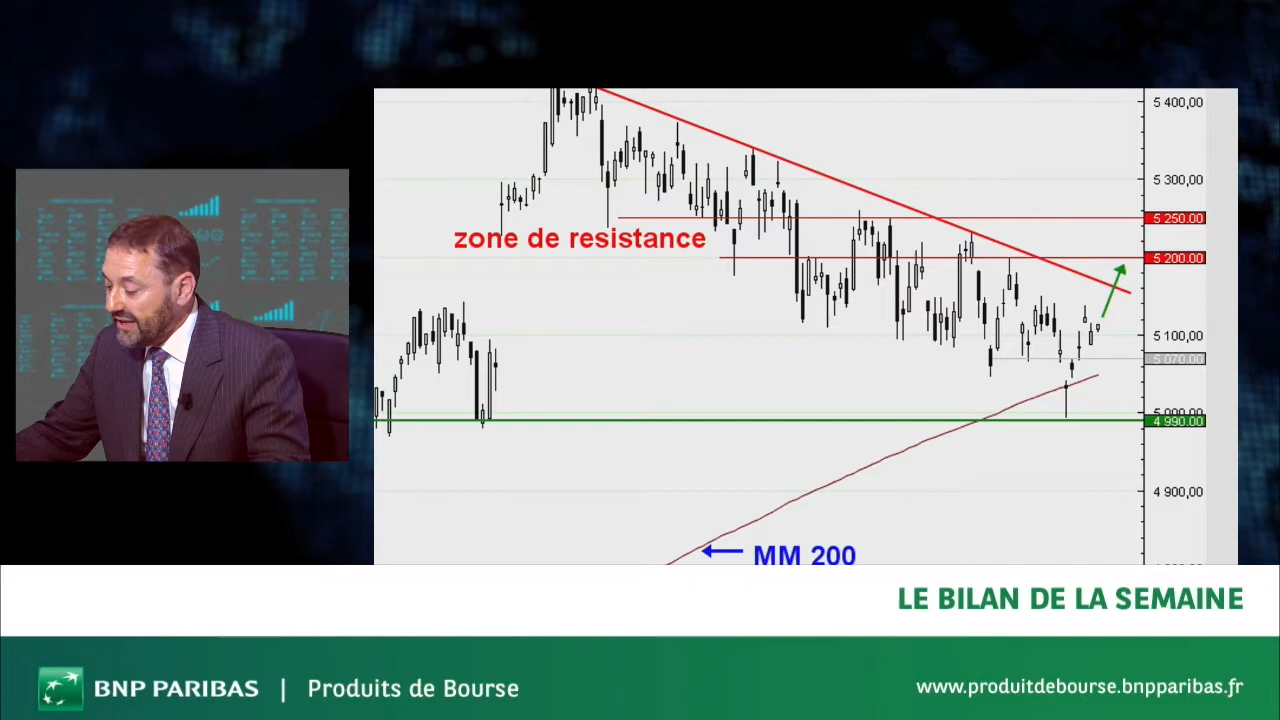 5 400,00
5 300,00
5 250.00
zone de resistance
5 200.00
5 100,00
5 070.00
5 000,00
4 990.00
4 900,00
MM 200
LE BILAN DE LA SEMAINE
BNP PARIBAS | Produits de Bourse
www.produitdebourse.bnpparibas.fr